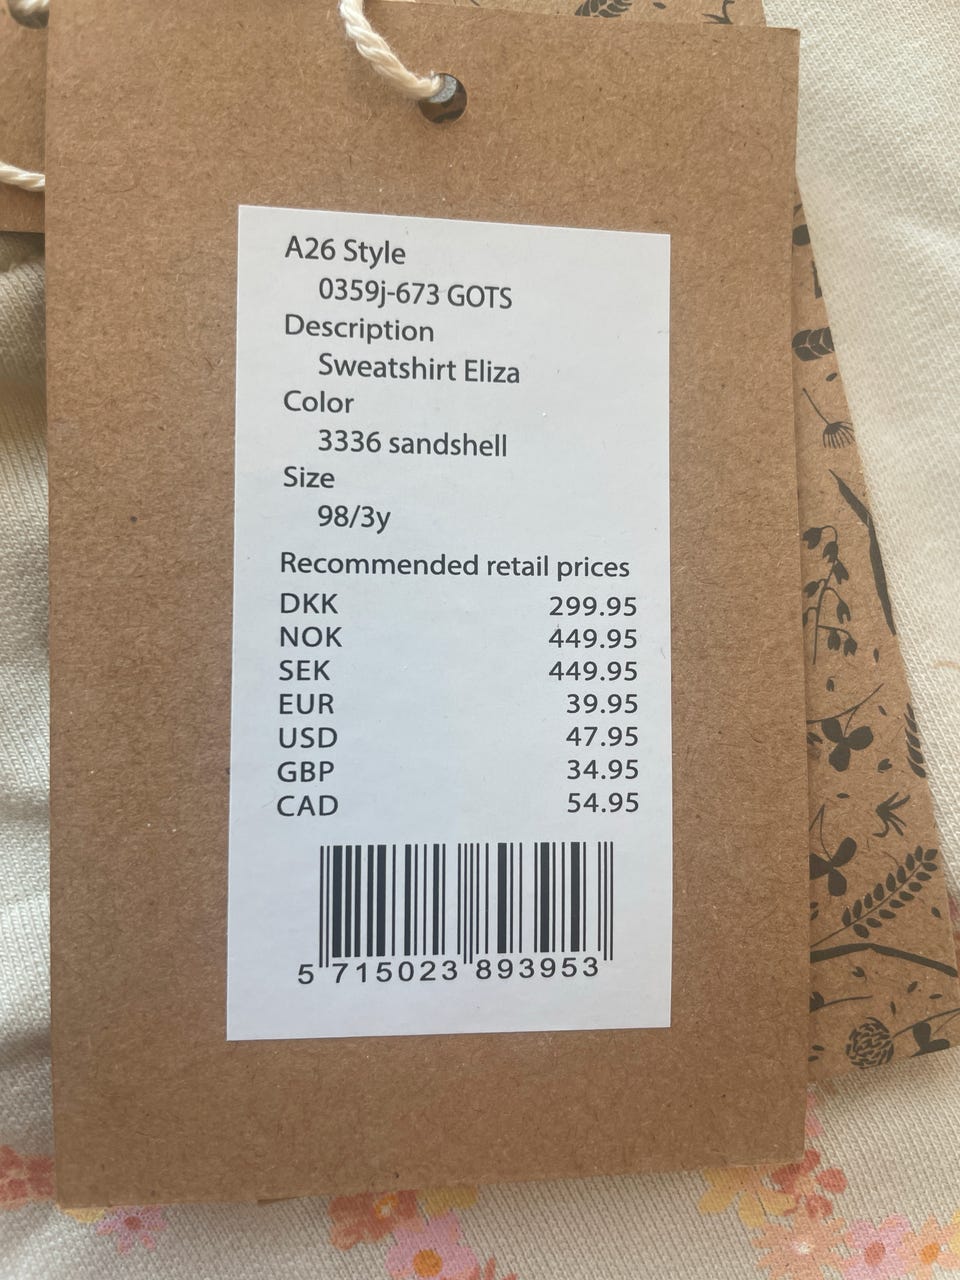 A26 Style
0359j-673 GOTS
Description
Sweatshirt Eliza
Color
3336 sandshell
Size
98/3y
Recommended retail prices
DKK 299.95
NOK 449.95
SEK 449.95
EUR 39.95
USD 47.95
GBP 34.95
CAD 54.95
5 715023 893953